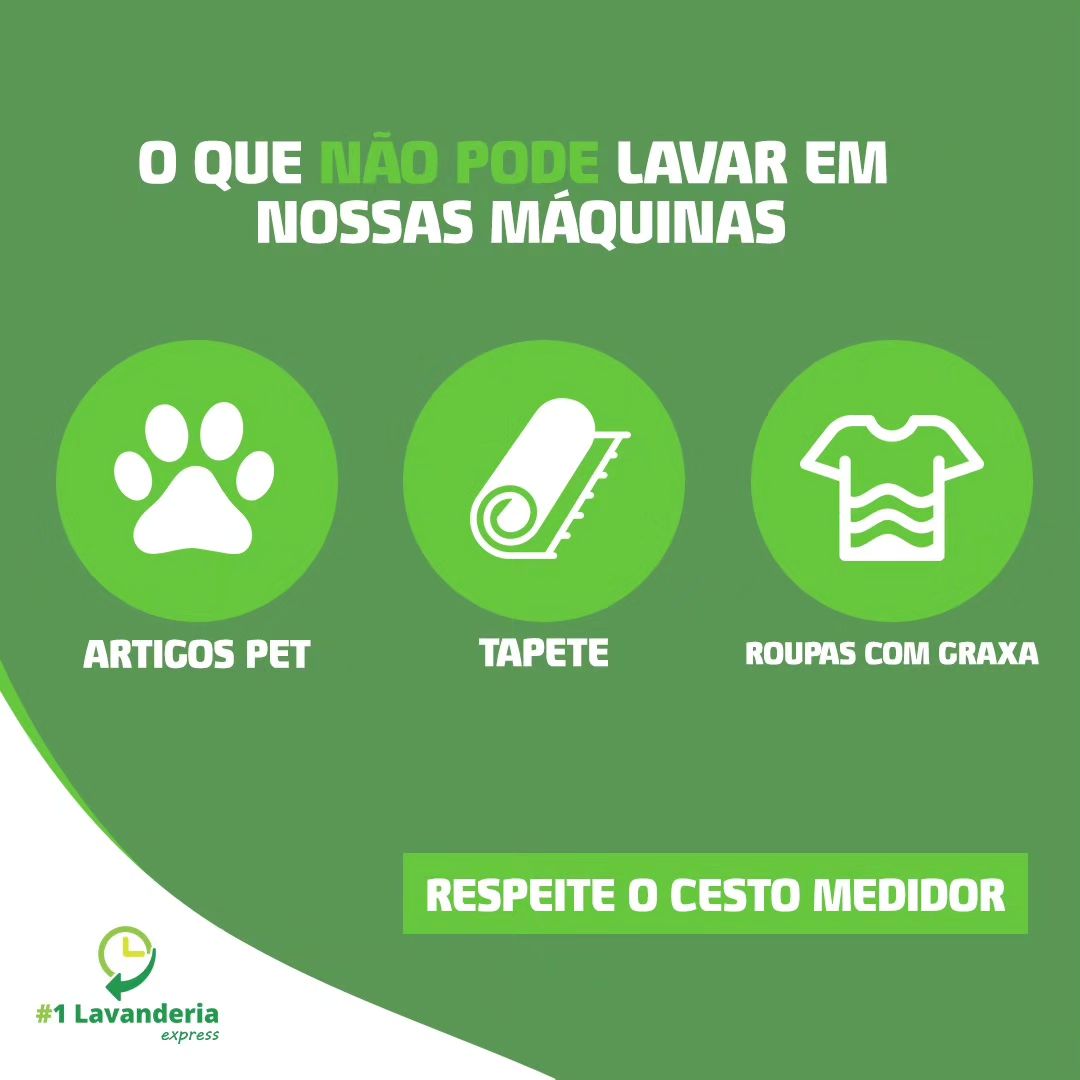 O QUE NÃO PODE LAVAR EM
NOSSAS MÁQUINAS
ARTIGOS PET
TAPETE
ROUPAS COM GRAXA
RESPEITE O CESTO MEDIDOR
#1 Lavanderia
express